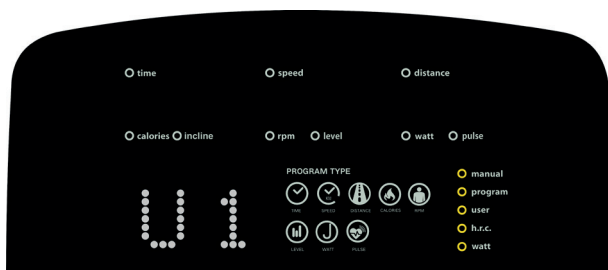 time speed distance
calories incline rpm level watt pulse
PROGRAM TYPE
TIME SPEED DISTANCE CALORIES RPM
LEVEL WATT PULSE
U1
manual
program
user
h.r.c.
watt